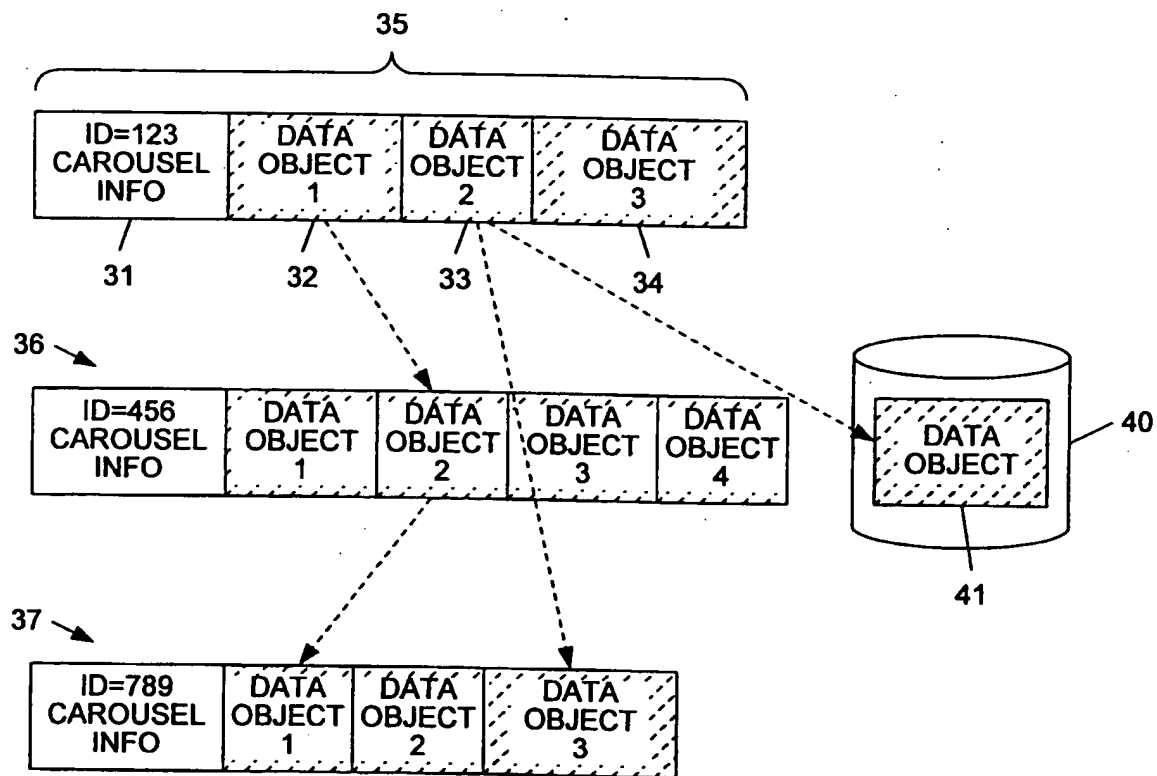 35
ID=123
CAROUSEL
INFO
DATA
OBJECT
1
DATA
OBJECT
2
DATA
OBJECT
3
31
32
33
34
36
ID=456
CAROUSEL
INFO
DATA
OBJECT
1
DATA
OBJECT
2
DATA
OBJECT
3
DATA
OBJECT
4
DATA
OBJECT
40
41
37
ID=789
CAROUSEL
INFO
DATA
OBJECT
1
DATA
OBJECT
2
DATA
OBJECT
3